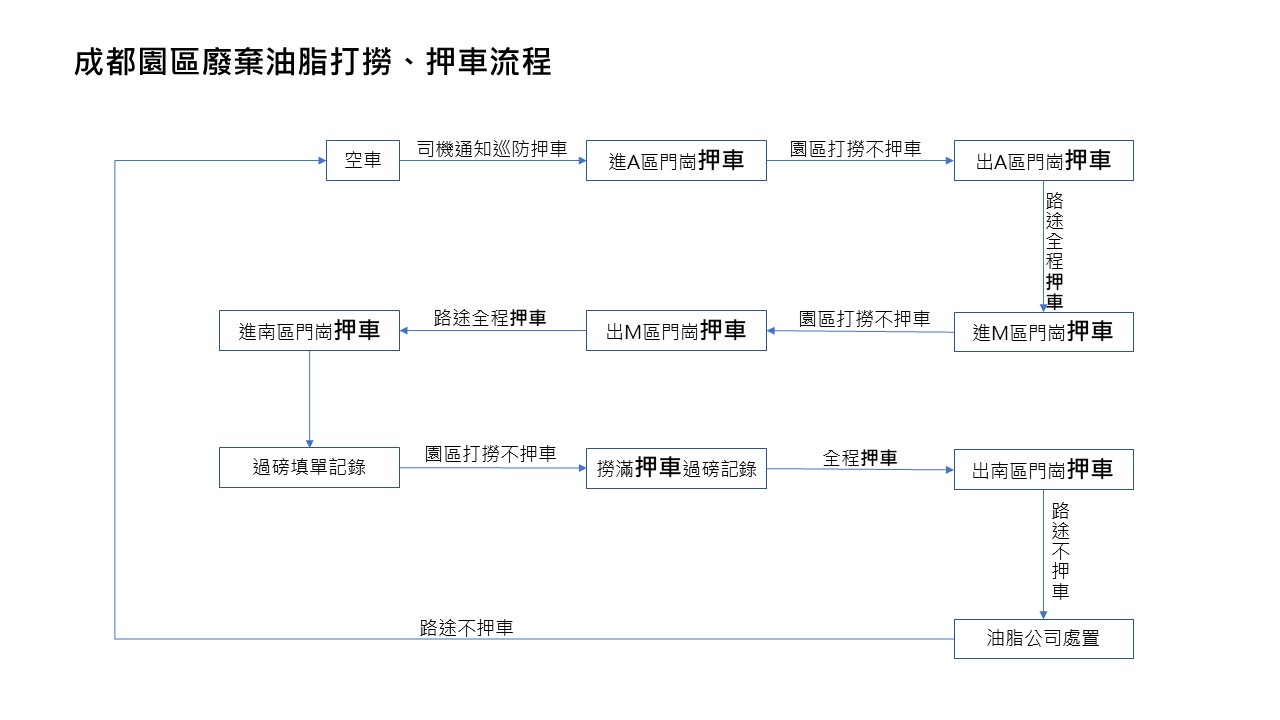 成都園區廢棄油脂打撈、押車流程
空車
司機通知巡防押車
進A區門崗押車
園區打撈不押車
出A區門崗押車
路途全程押車
進M區門崗押車
園區打撈不押車
出M區門崗押車
路途全程押車
進南區門崗押車
過磅填單記錄
園區打撈不押車
撈滿押車過磅記錄
全程押車
出南區門崗押車
路途不押車
油脂公司處置
路途不押車